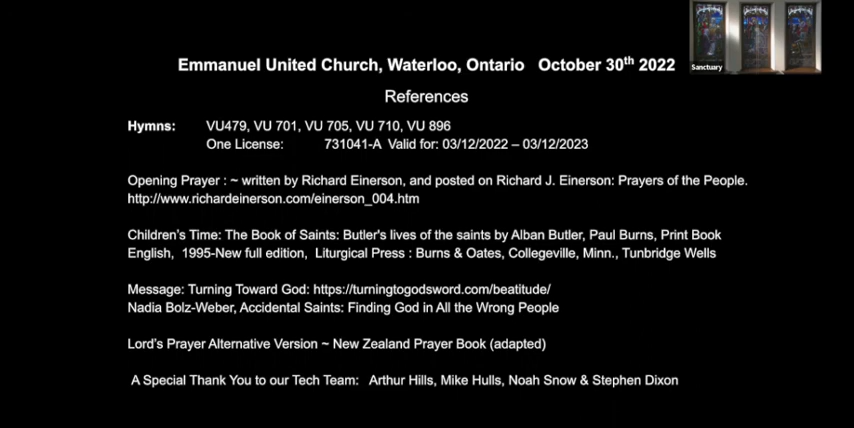 Sanctuary
Emmanuel United Church, Waterloo, Ontario October 30th 2022
References
Hymns: VU479, VU 701, VU 705, VU 710, VU 896
One License: 731041-A Valid for: 03/12/2022 – 03/12/2023
Opening Prayer : ~ written by Richard Einerson, and posted on Richard J. Einerson: Prayers of the People.
http://www.richardeinerson.com/einerson_004.htm
Children's Time: The Book of Saints: Butler's lives of the saints by Alban Butler, Paul Burns, Print Book
English, 1995-New full edition, Liturgical Press : Burns & Oates, Collegeville, Minn., Tunbridge Wells
Message: Turning Toward God: https://turningtogodsword.com/beatitude/
Nadia Bolz-Weber, Accidental Saints: Finding God in All the Wrong People
Lord's Prayer Alternative Version ~ New Zealand Prayer Book (adapted)
A Special Thank You to our Tech Team: Arthur Hills, Mike Hulls, Noah Snow & Stephen Dixon